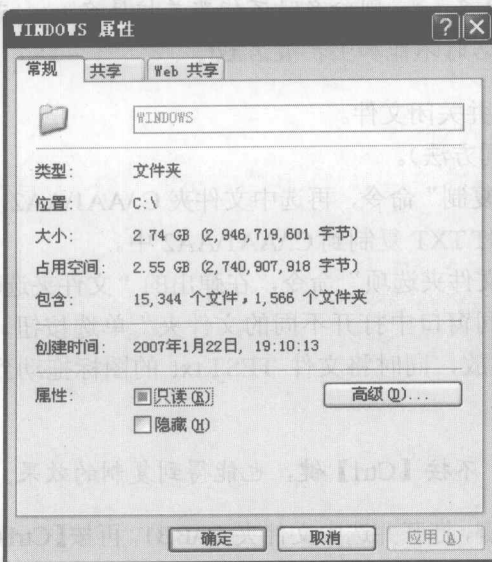 WINDOWS 属性
常规 共享 Web 共享
WINDOWS
类型: 文件夹
位置: C:\
大小: 2.74 GB (2,946,719,601 字节)
占用空间: 2.55 GB (2,740,907,918 字节)
包含: 15,344 个文件，1,566 个文件夹
创建时间: 2007年1月22日, 19:10:13
属性: 只读(R) 高级(D)...
隐藏(H)
确定 取消 应用(A)